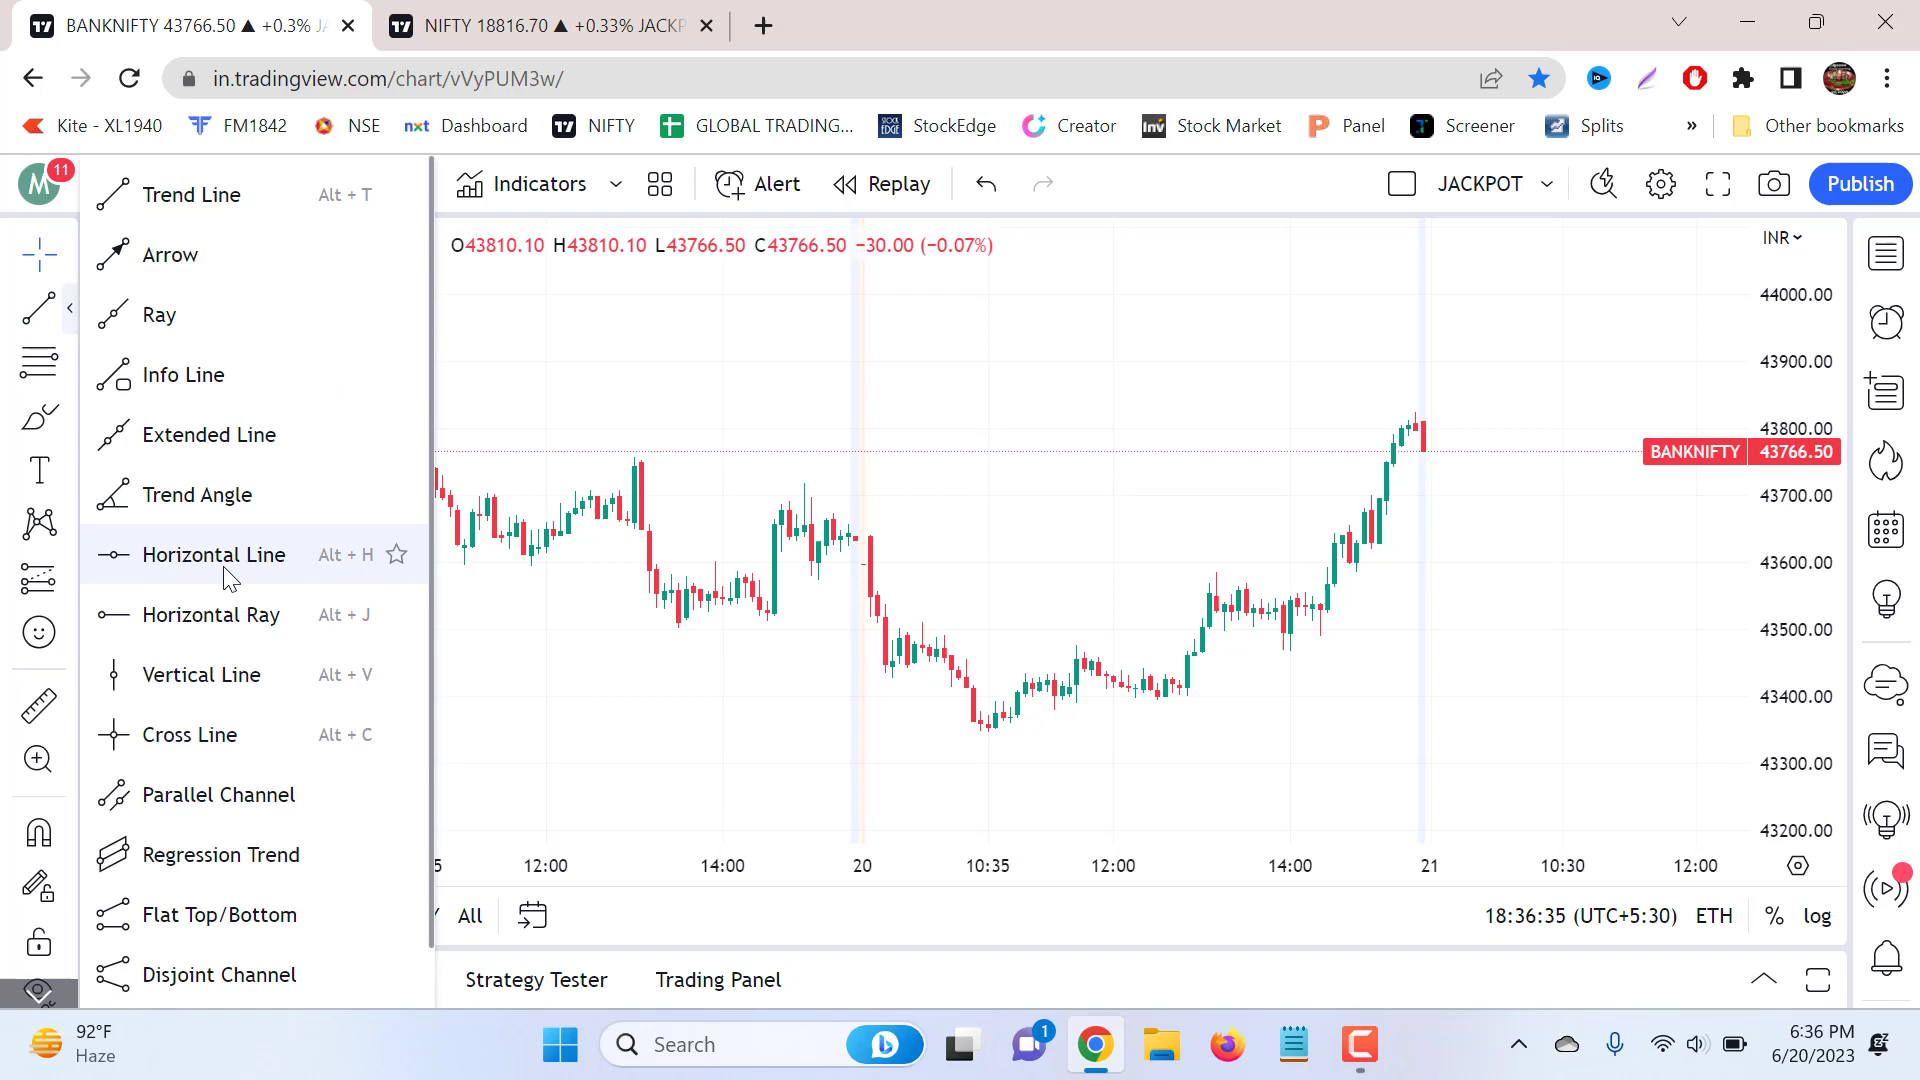 BANKNIFTY 43766.50 ▲ +0.3% JA
NIFTY 18816.70 ▲ +0.33% JACKP
in.tradingview.com/chart/vVyPUM3w/
Kite - XL1940
FM1842
NSE
nxt Dashboard
NIFTY
GLOBAL TRADING...
STOCK EDGE StockEdge
Creator
Inv Stock Market
Panel
Screener
Splits
»
Other bookmarks
M 11
Indicators
Alert
Replay
JACKPOT
Publish
Trend Line Alt + T
Arrow
Ray
Info Line
Extended Line
Trend Angle
Horizontal Line Alt + H
Horizontal Ray Alt + J
Vertical Line Alt + V
Cross Line Alt + C
Parallel Channel
Regression Trend
Flat Top/Bottom
Disjoint Channel
O43810.10 H43810.10 L43766.50 C43766.50 −30.00 (−0.07%)
INR
44000.00
43900.00
43800.00
BANKNIFTY 43766.50
43700.00
43600.00
43500.00
43400.00
43300.00
43200.00
5 12:00 14:00 20 10:35 12:00 14:00 21 10:30 12:00
All
18:36:35 (UTC+5:30) ETH % log
Strategy Tester
Trading Panel
92°F
Haze
Search
1
6:36 PM
6/20/2023